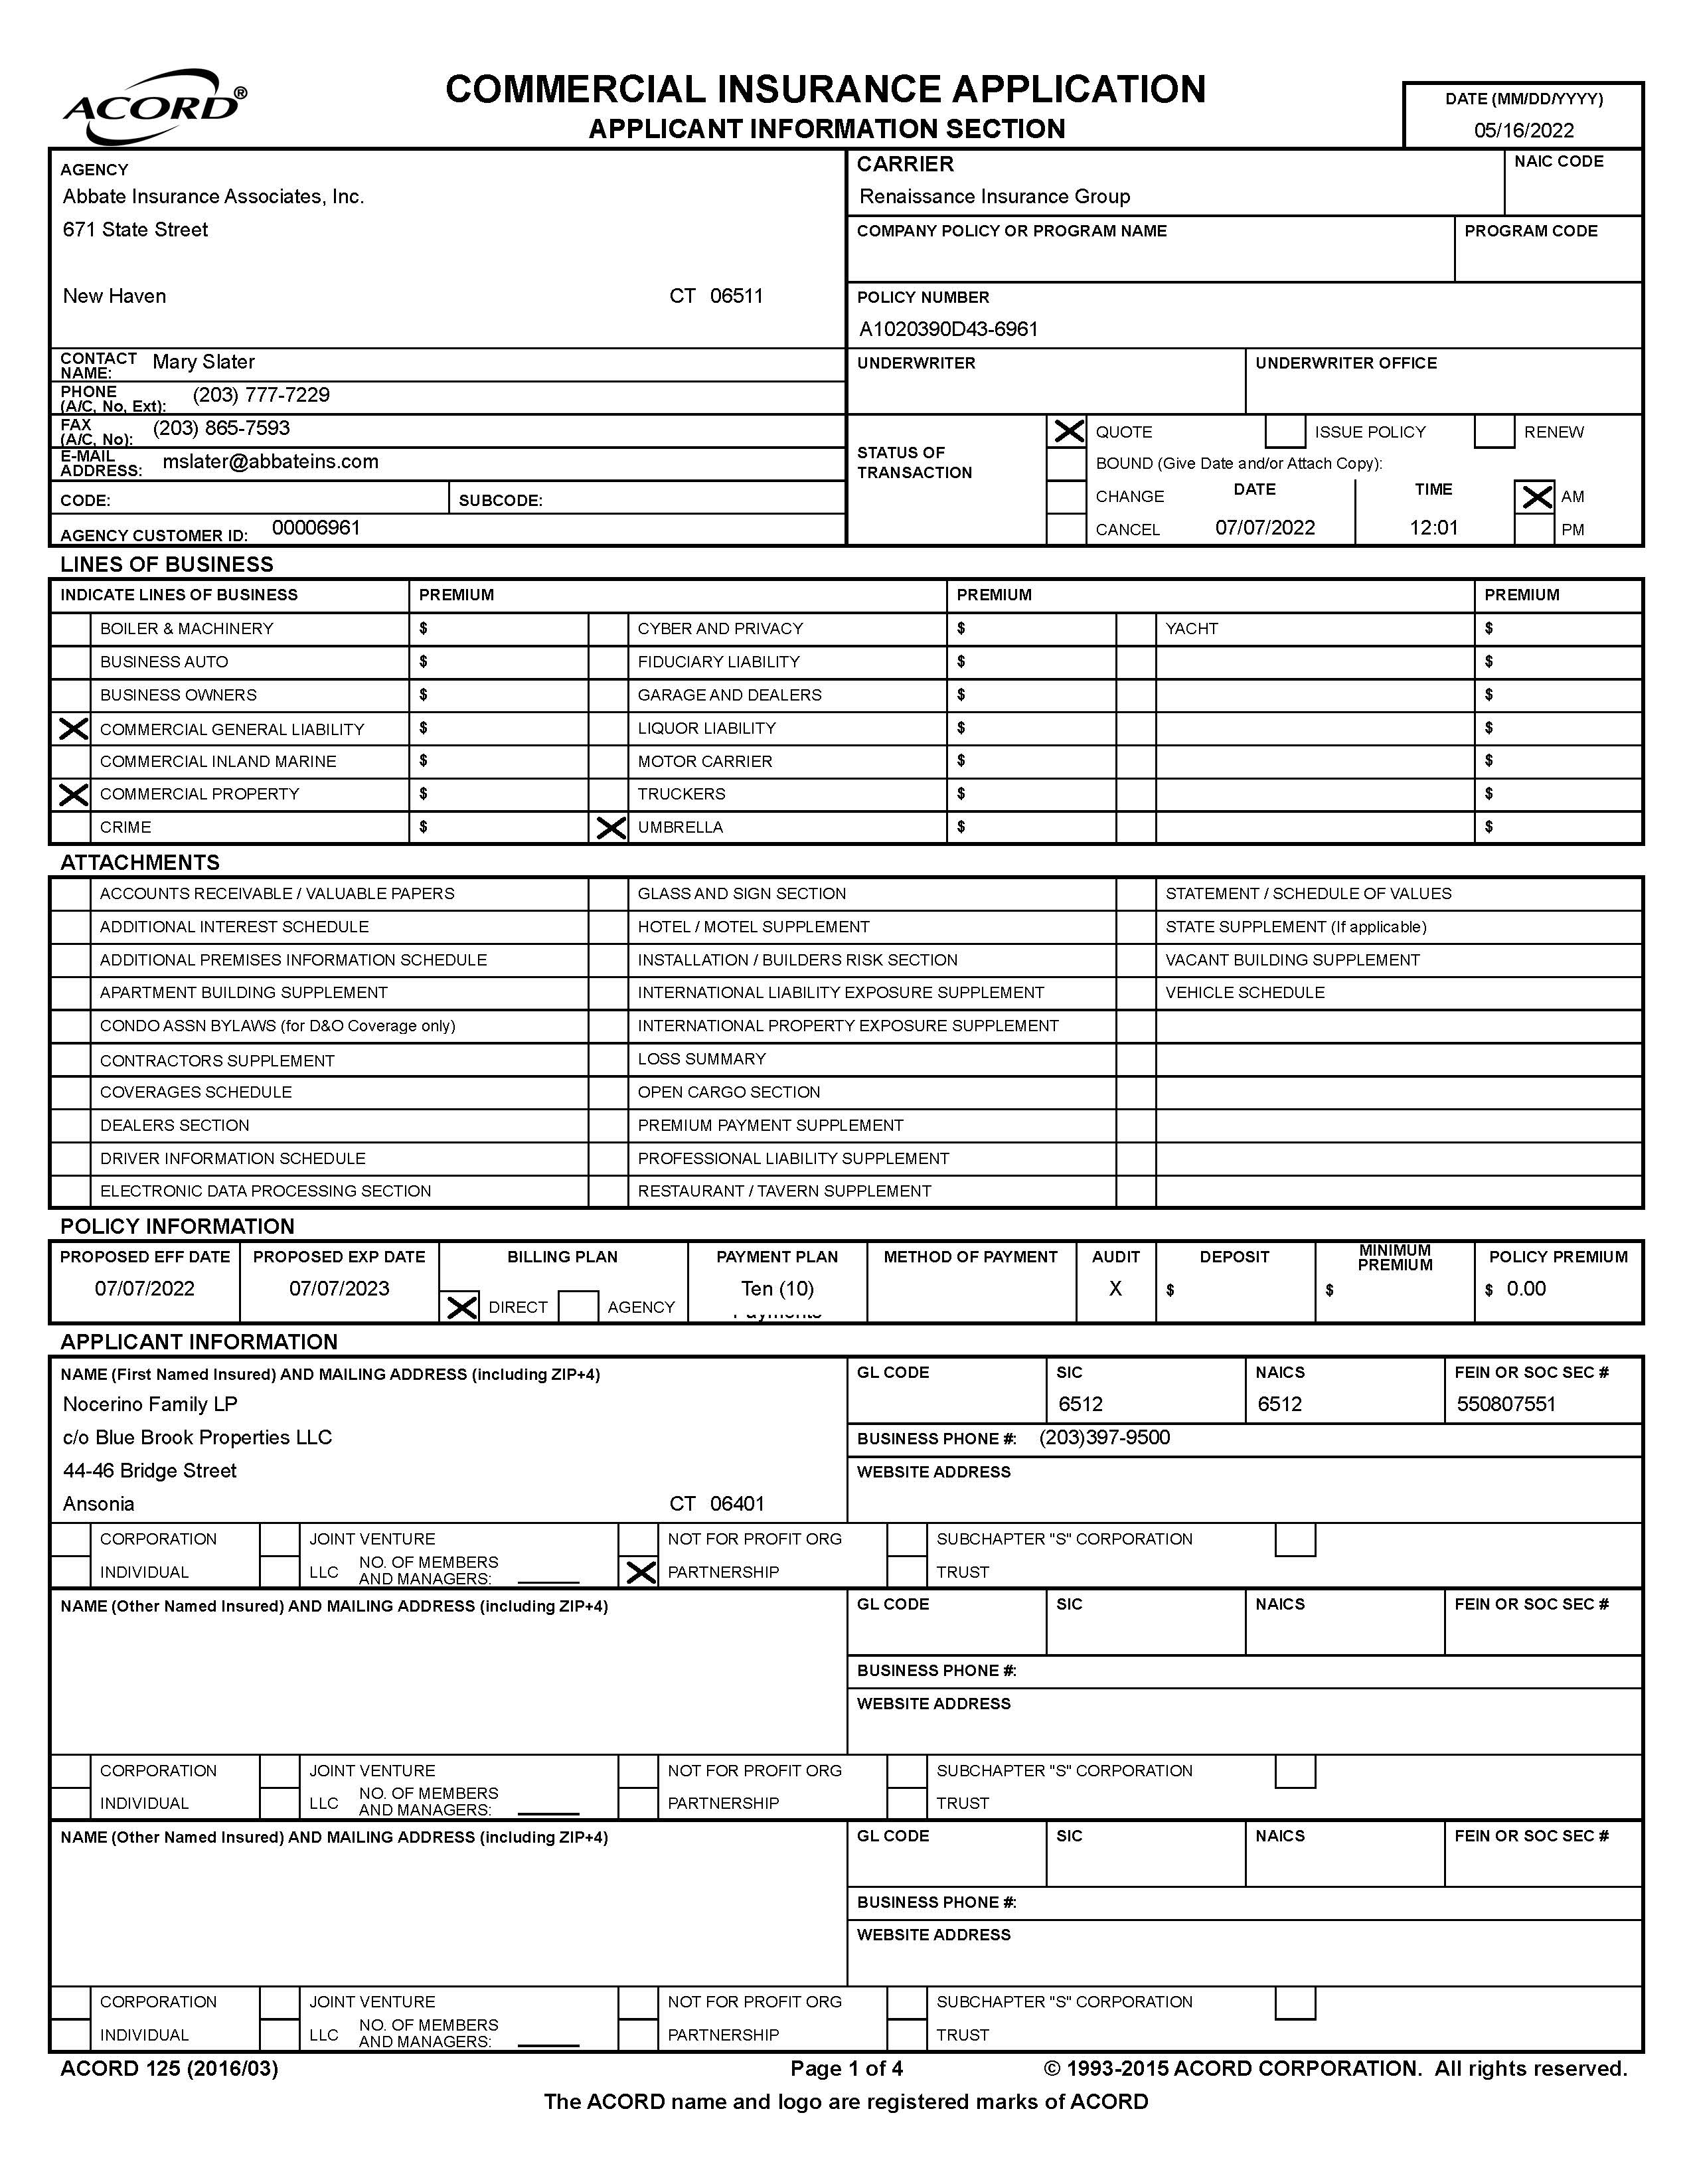 ACORD®
COMMERCIAL INSURANCE APPLICATION
APPLICANT INFORMATION SECTION
DATE (MM/DD/YYYY)
05/16/2022
AGENCY
Abbate Insurance Associates, Inc.
671 State Street
New Haven CT 06511
CONTACT NAME: Mary Slater
PHONE (A/C, No, Ext): (203) 777-7229
FAX (A/C, No): (203) 865-7593
E-MAIL ADDRESS: mslater@abbateins.com
CODE: SUBCODE:
AGENCY CUSTOMER ID: 00006961
CARRIER NAIC CODE
Renaissance Insurance Group
COMPANY POLICY OR PROGRAM NAME PROGRAM CODE
POLICY NUMBER
A1020390D43-6961
UNDERWRITER UNDERWRITER OFFICE
STATUS OF TRANSACTION
X QUOTE ISSUE POLICY RENEW
BOUND (Give Date and/or Attach Copy):
CHANGE DATE TIME X AM
CANCEL 07/07/2022 12:01 PM
LINES OF BUSINESS
INDICATE LINES OF BUSINESS PREMIUM PREMIUM PREMIUM
BOILER & MACHINERY $ CYBER AND PRIVACY $ YACHT $
BUSINESS AUTO $ FIDUCIARY LIABILITY $ $
BUSINESS OWNERS $ GARAGE AND DEALERS $ $
X COMMERCIAL GENERAL LIABILITY $ LIQUOR LIABILITY $ $
COMMERCIAL INLAND MARINE $ MOTOR CARRIER $ $
X COMMERCIAL PROPERTY $ TRUCKERS $ $
CRIME $ X UMBRELLA $ $
ATTACHMENTS
ACCOUNTS RECEIVABLE / VALUABLE PAPERS GLASS AND SIGN SECTION STATEMENT / SCHEDULE OF VALUES
ADDITIONAL INTEREST SCHEDULE HOTEL / MOTEL SUPPLEMENT STATE SUPPLEMENT (If applicable)
ADDITIONAL PREMISES INFORMATION SCHEDULE INSTALLATION / BUILDERS RISK SECTION VACANT BUILDING SUPPLEMENT
APARTMENT BUILDING SUPPLEMENT INTERNATIONAL LIABILITY EXPOSURE SUPPLEMENT VEHICLE SCHEDULE
CONDO ASSN BYLAWS (for D&O Coverage only) INTERNATIONAL PROPERTY EXPOSURE SUPPLEMENT
CONTRACTORS SUPPLEMENT LOSS SUMMARY
COVERAGES SCHEDULE OPEN CARGO SECTION
DEALERS SECTION PREMIUM PAYMENT SUPPLEMENT
DRIVER INFORMATION SCHEDULE PROFESSIONAL LIABILITY SUPPLEMENT
ELECTRONIC DATA PROCESSING SECTION RESTAURANT / TAVERN SUPPLEMENT
POLICY INFORMATION
PROPOSED EFF DATE PROPOSED EXP DATE BILLING PLAN PAYMENT PLAN METHOD OF PAYMENT AUDIT DEPOSIT MINIMUM PREMIUM POLICY PREMIUM
07/07/2022 07/07/2023 X DIRECT AGENCY Ten (10) X $ $ $ 0.00
APPLICANT INFORMATION
NAME (First Named Insured) AND MAILING ADDRESS (including ZIP+4)
Nocerino Family LP
c/o Blue Brook Properties LLC
44-46 Bridge Street
Ansonia CT 06401
GL CODE SIC NAICS FEIN OR SOC SEC #
6512 6512 550807551
BUSINESS PHONE #: (203)397-9500
WEBSITE ADDRESS
CORPORATION JOINT VENTURE NOT FOR PROFIT ORG SUBCHAPTER "S" CORPORATION
INDIVIDUAL LLC NO. OF MEMBERS AND MANAGERS: X PARTNERSHIP TRUST
NAME (Other Named Insured) AND MAILING ADDRESS (including ZIP+4)
GL CODE SIC NAICS FEIN OR SOC SEC #
BUSINESS PHONE #:
WEBSITE ADDRESS
CORPORATION JOINT VENTURE NOT FOR PROFIT ORG SUBCHAPTER "S" CORPORATION
INDIVIDUAL LLC NO. OF MEMBERS AND MANAGERS: PARTNERSHIP TRUST
NAME (Other Named Insured) AND MAILING ADDRESS (including ZIP+4)
GL CODE SIC NAICS FEIN OR SOC SEC #
BUSINESS PHONE #:
WEBSITE ADDRESS
CORPORATION JOINT VENTURE NOT FOR PROFIT ORG SUBCHAPTER "S" CORPORATION
INDIVIDUAL LLC NO. OF MEMBERS AND MANAGERS: PARTNERSHIP TRUST
ACORD 125 (2016/03) Page 1 of 4 © 1993-2015 ACORD CORPORATION. All rights reserved.
The ACORD name and logo are registered marks of ACORD